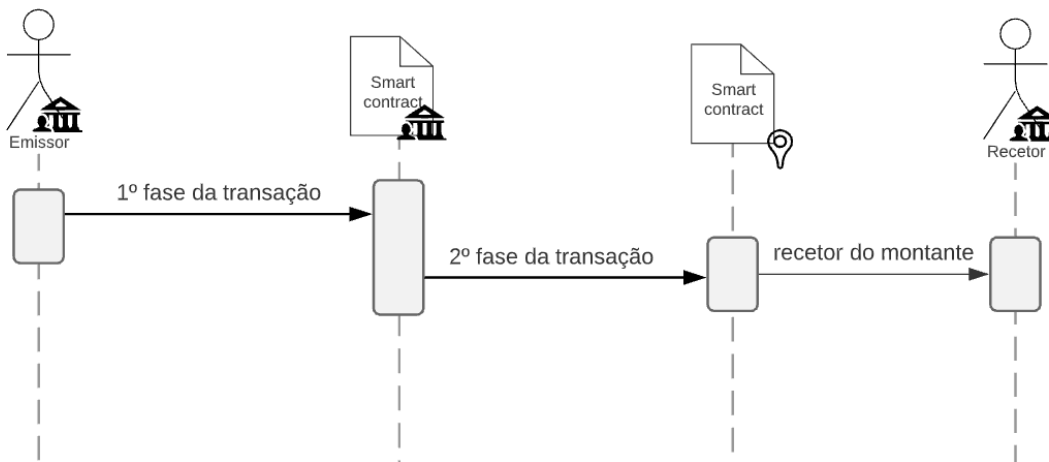 Emissor
Smart
contract
Smart
contract
Recetor
1º fase da transação
2º fase da transação
recetor do montante